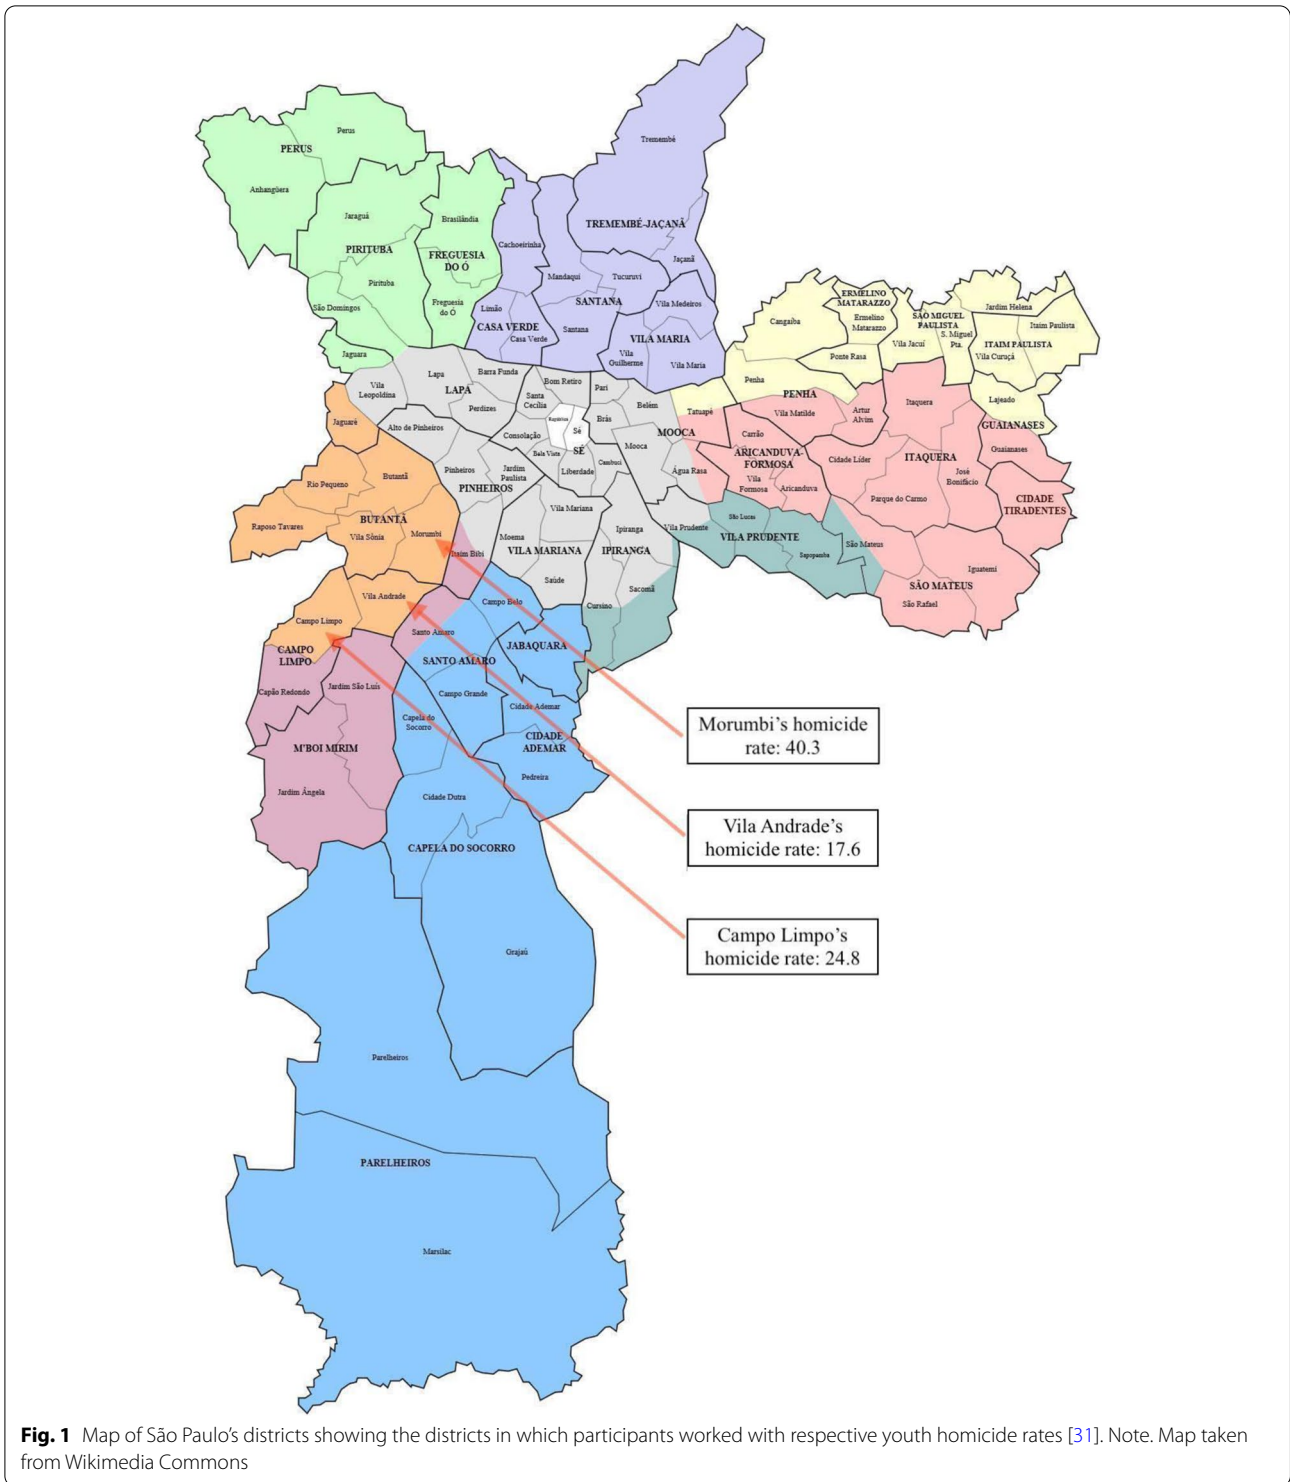 Tremembé
Perus
PERUS
Anhangüera
Jaraguá
Brasilândia
TREMEMBÉ-JAÇANÃ
PIRITUBA
FREGUESIA
DO Ó
Cachoeirinha
Jaçanã
Pirituba
Mandaqui
Tucuruvi
São Domingos
Freguesia
do Ó
Limão
SANTANA
Vila Medeiros
CASA VERDE
Casa Verde
Santana
VILA MARIA
Vila
Guilherme
Vila Maria
Jaguara
Cangaíba
ERMELINO
MATARAZZO
Ermelino
Matarazzo
SÃO MIGUEL
PAULISTA
S. Miguel
Pta.
Vila Jacuí
Jardim Helena
Itaim Paulista
ITAIM PAULISTA
Vila Curuçá
Ponte Rasa
Penha
PENHA
Lajeado
GUAIANASES
Guaianases
Vila
Leopoldina
Lapa
LAPA
Barra Funda
Perdizes
Bom Retiro
Santa
Cecília
Pari
Belém
Brás
República
Sé
SÉ
Consolação
Bela Vista
Liberdade
Cambuci
Mooca
MOOCA
Tatuapé
Água Rasa
Vila Matilde
Artur
Alvim
Itaquera
Carrão
ARICANDUVA-
FORMOSA
Vila
Formosa
Aricanduva
Cidade Líder
ITAQUERA
José
Bonifácio
Parque do Carmo
CIDADE
TIRADENTES
Jaguaré
Alto de Pinheiros
Pinheiros
Jardim
Paulista
PINHEIROS
Rio Pequeno
Butantã
Raposo Tavares
BUTANTÃ
Vila Sônia
Morumbi
Itaim Bibi
Vila Mariana
Moema
VILA MARIANA
Saúde
Ipiranga
IPIRANGA
Vila Prudente
São Lucas
VILA PRUDENTE
Sapopemba
São Mateus
Iguatemi
SÃO MATEUS
São Rafael
Sacomã
Cursino
Vila Andrade
Campo Limpo
CAMPO
LIMPO
Santo Amaro
Campo Belo
SANTO AMARO
JABAQUARA
Capão Redondo
Jardim São Luís
Campo Grande
Capela do
Socorro
Cidade Ademar
CIDADE
ADEMAR
Pedreira
M'BOI MIRIM
Jardim Ângela
Cidade Dutra
CAPELA DO SOCORRO
Morumbi's homicide
rate: 40.3
Vila Andrade's
homicide rate: 17.6
Campo Limpo's
homicide rate: 24.8
Grajaú
Parelheiros
PARELHEIROS
Marsilac
Fig. 1 Map of São Paulo's districts showing the districts in which participants worked with respective youth homicide rates [31]. Note. Map taken
from Wikimedia Commons